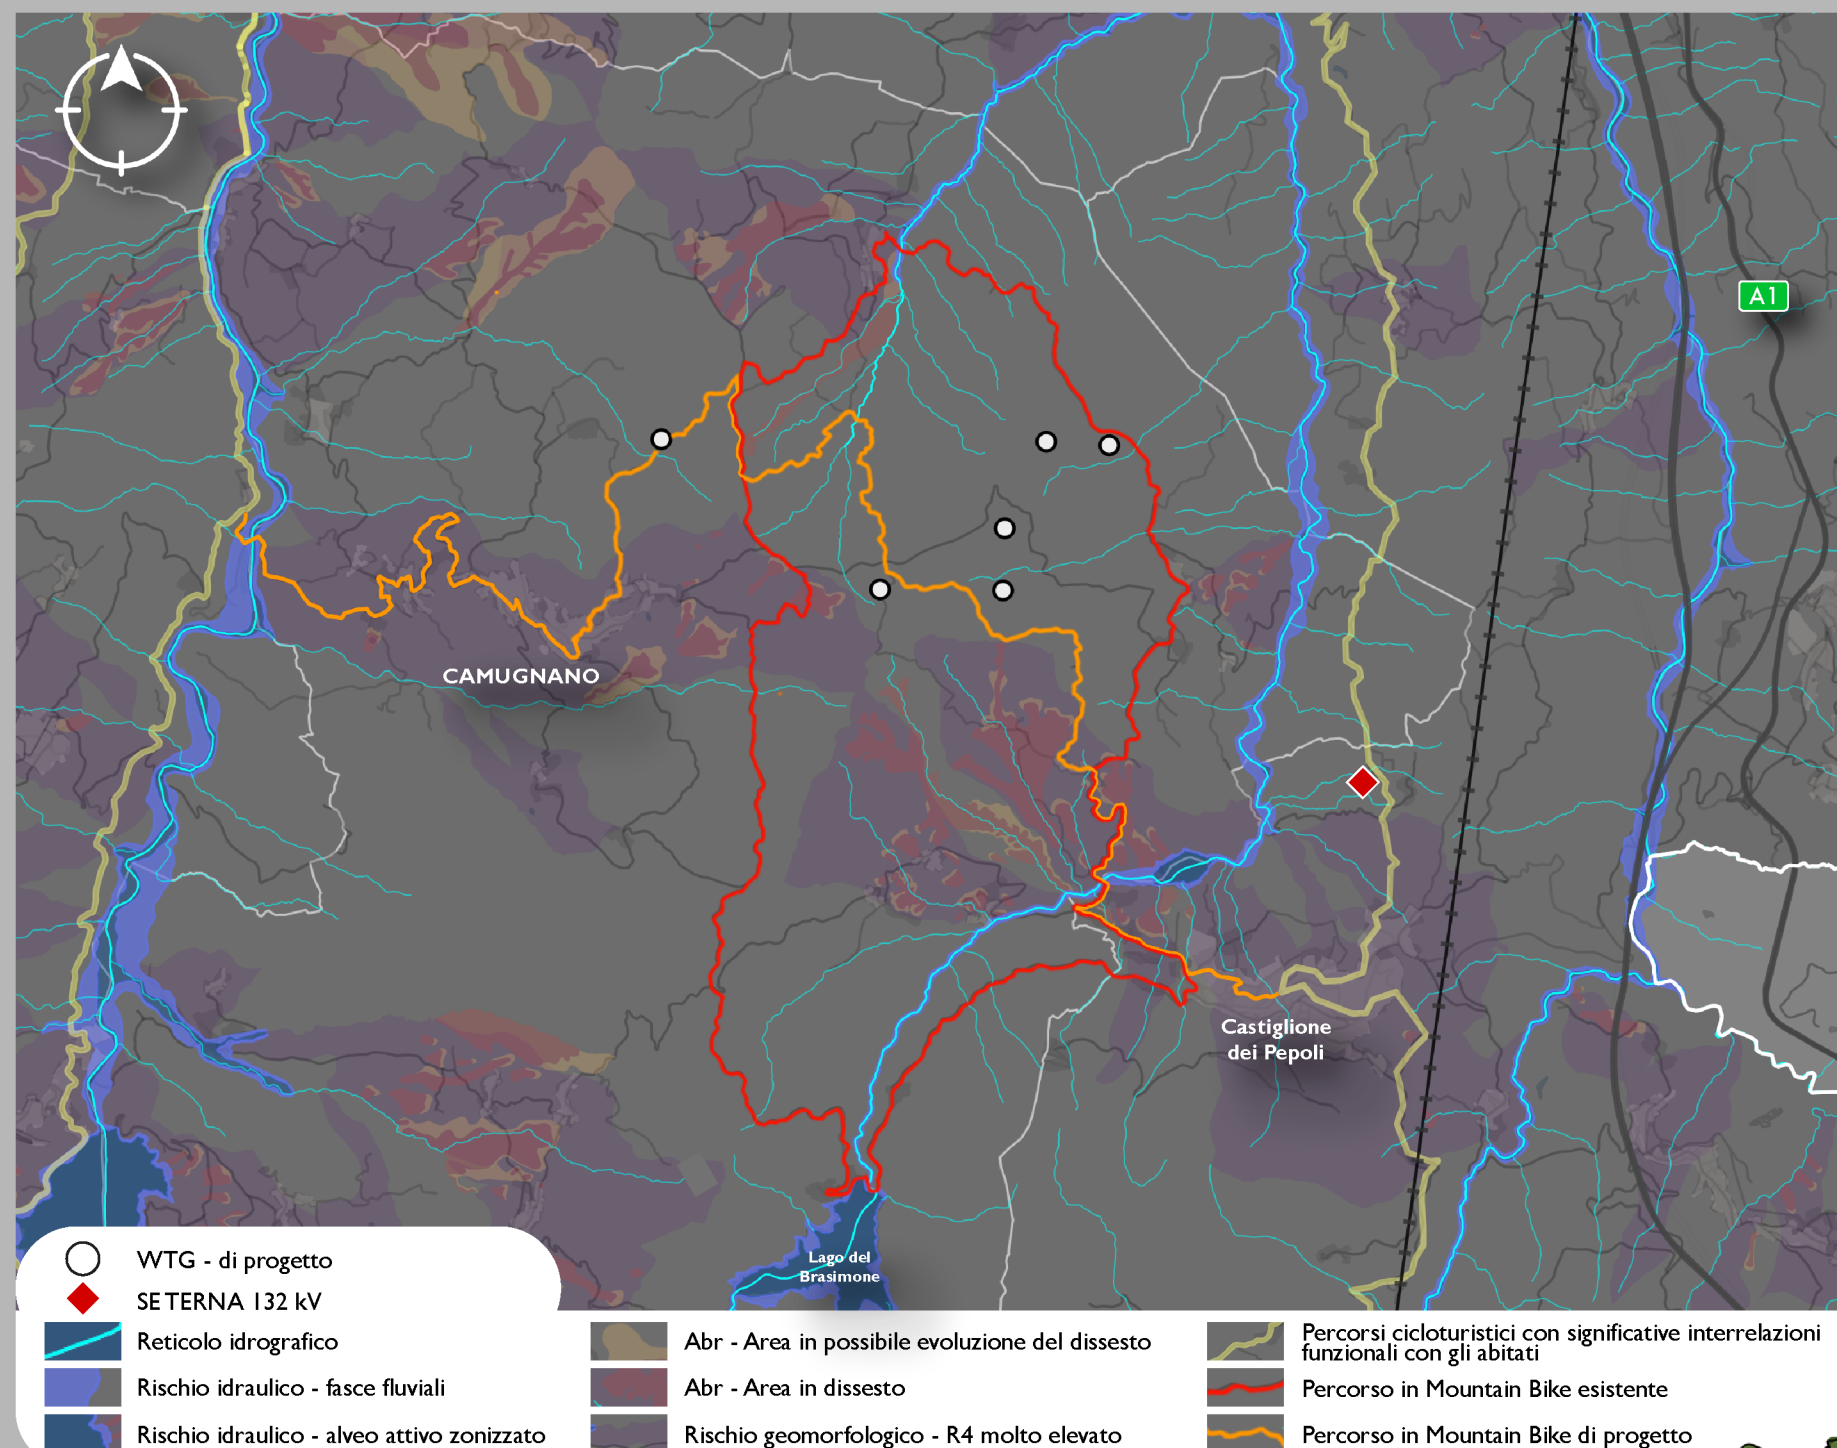 A1
CAMUGNANO
Castiglione
dei Pepoli
Lago del
Brasimone
WTG - di progetto
SE TERNA 132 kV
Reticolo idrografico
Rischio idraulico - fasce fluviali
Rischio idraulico - alveo attivo zonizzato
Abr - Area in possibile evoluzione del dissesto
Abr - Area in dissesto
Rischio geomorfologico - R4 molto elevato
Percorsi cicloturistici con significative interrelazioni
funzionali con gli abitati
Percorso in Mountain Bike esistente
Percorso in Mountain Bike di progetto